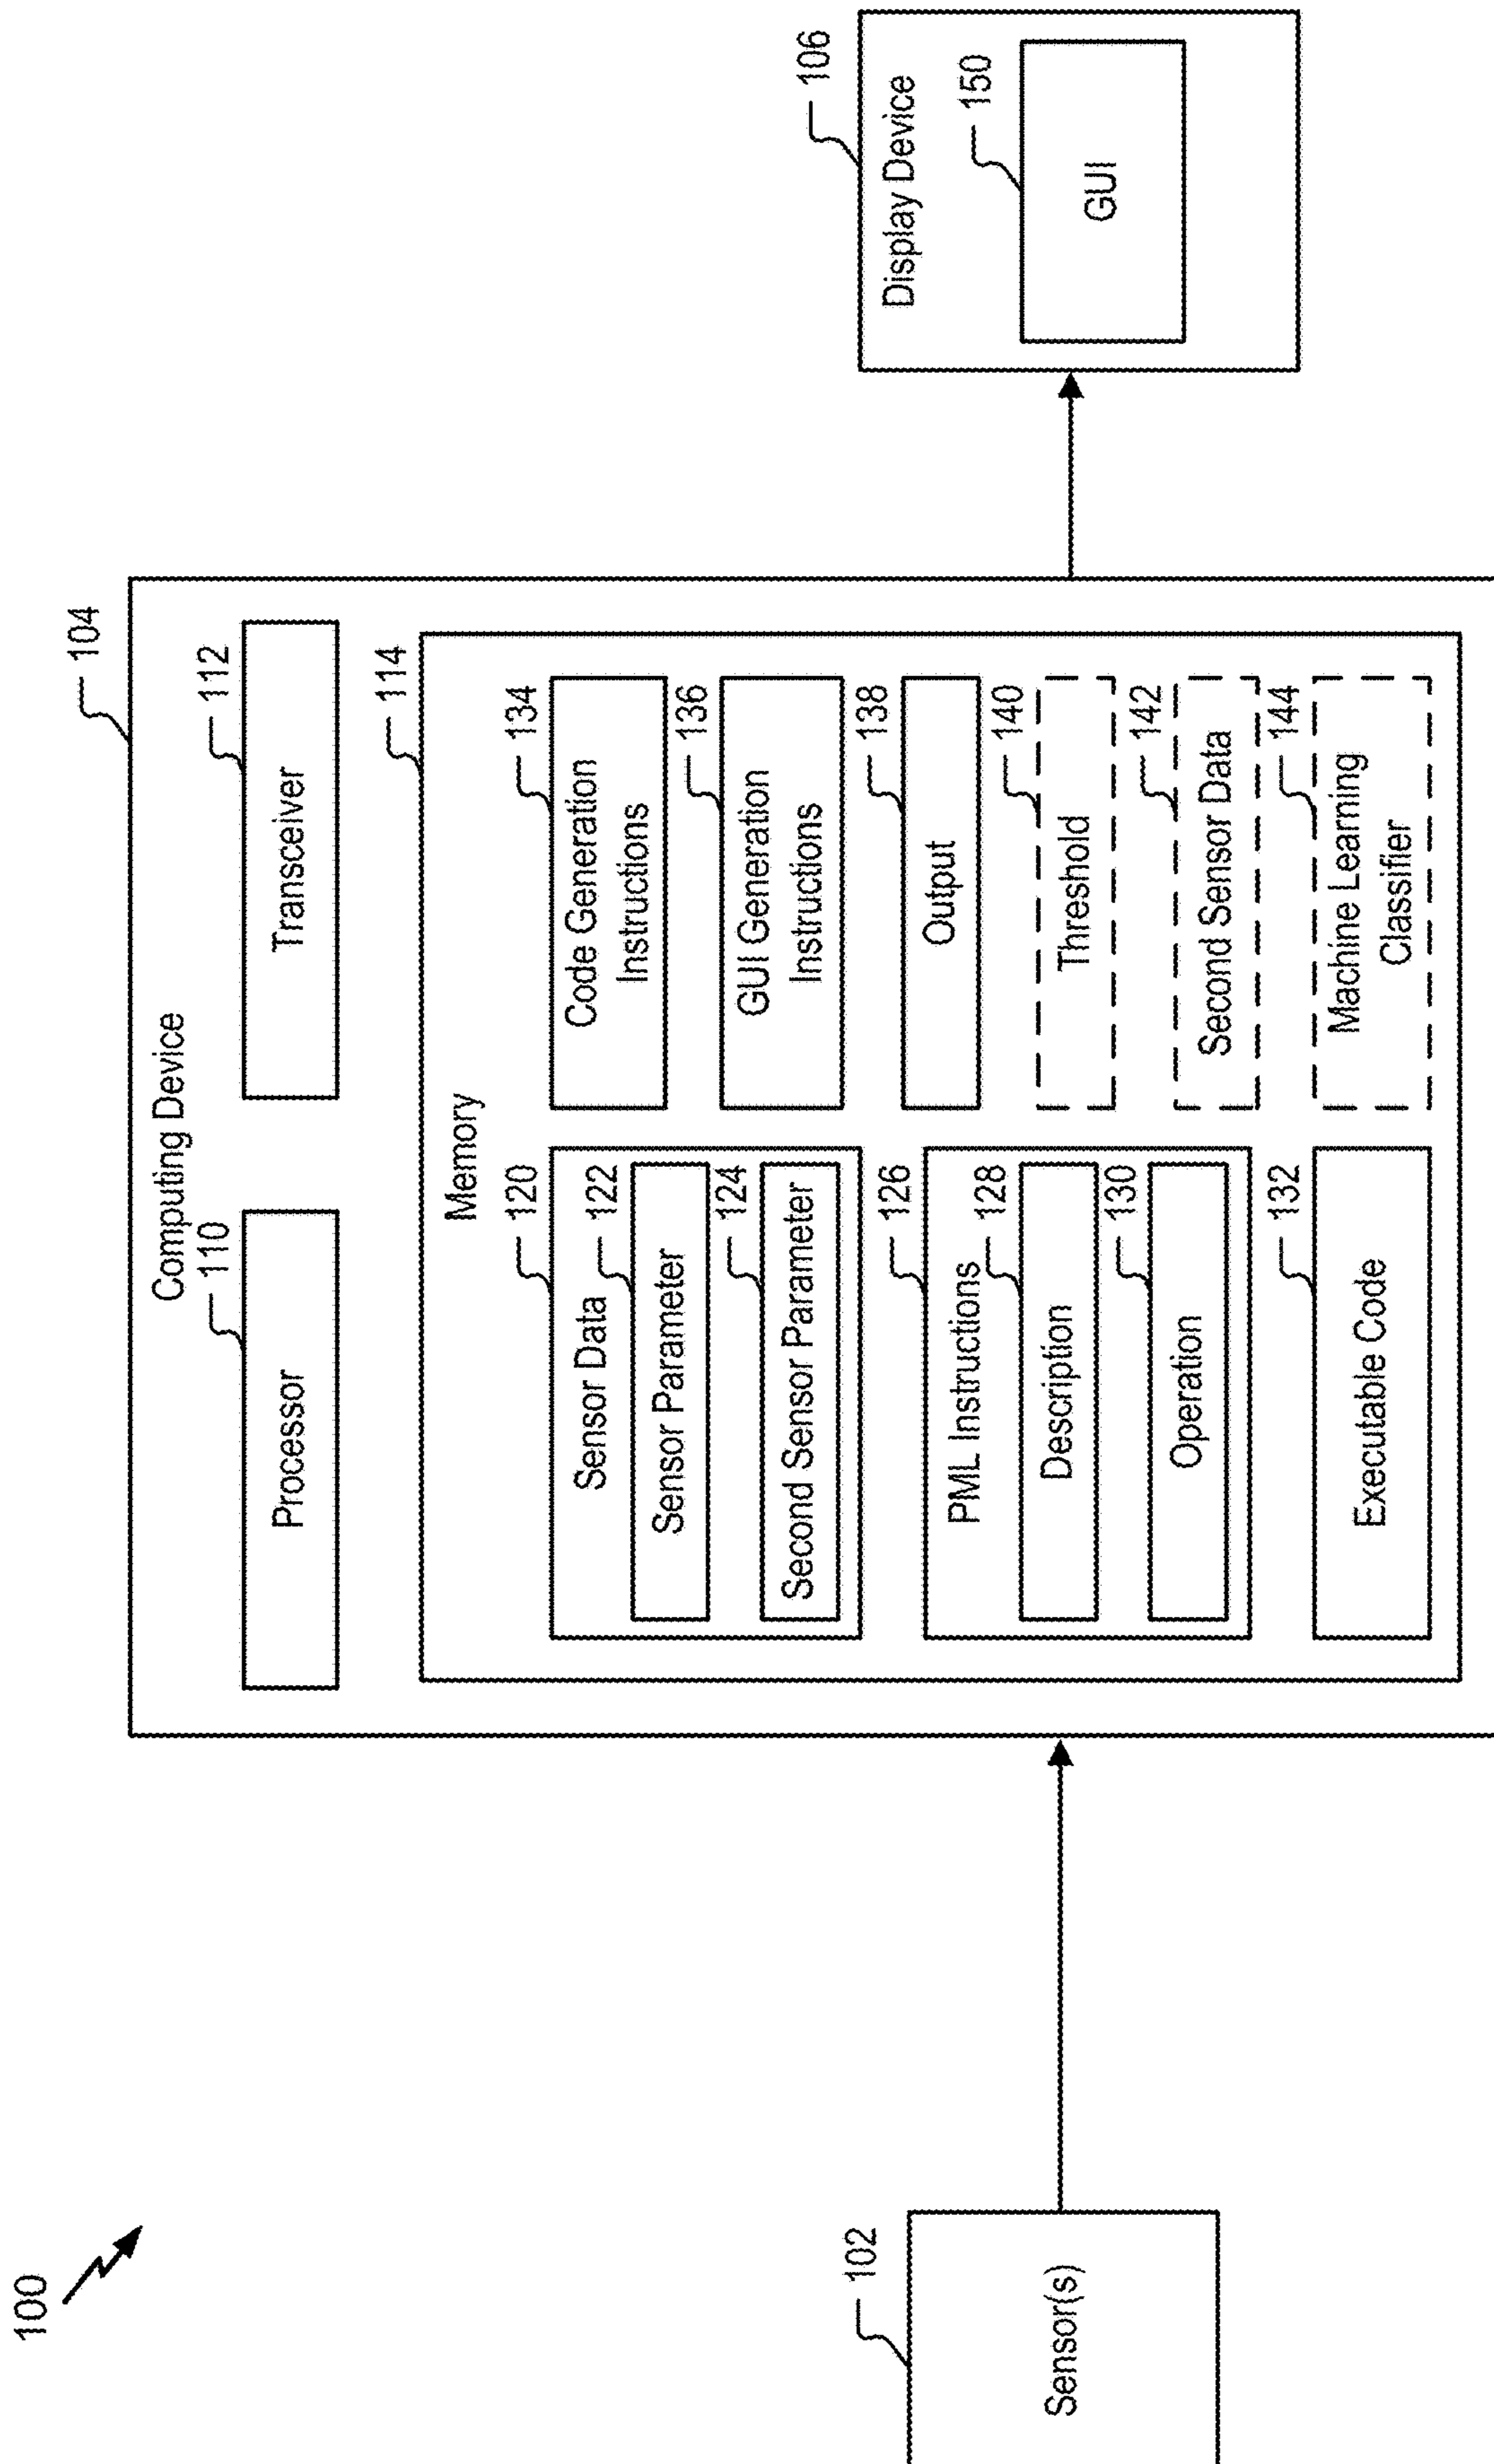 100
102
Sensor(s)
104
Computing Device
110
Processor
112
Transceiver
114
Memory
120
Sensor Data
122
Sensor Parameter
124
Second Sensor Parameter
126
PML Instructions
128
Description
130
Operation
132
Executable Code
134
Code Generation
Instructions
136
GUI Generation
Instructions
138
Output
140
Threshold
142
Second Sensor Data
144
Machine Learning
Classifier
106
Display Device
150
GUI